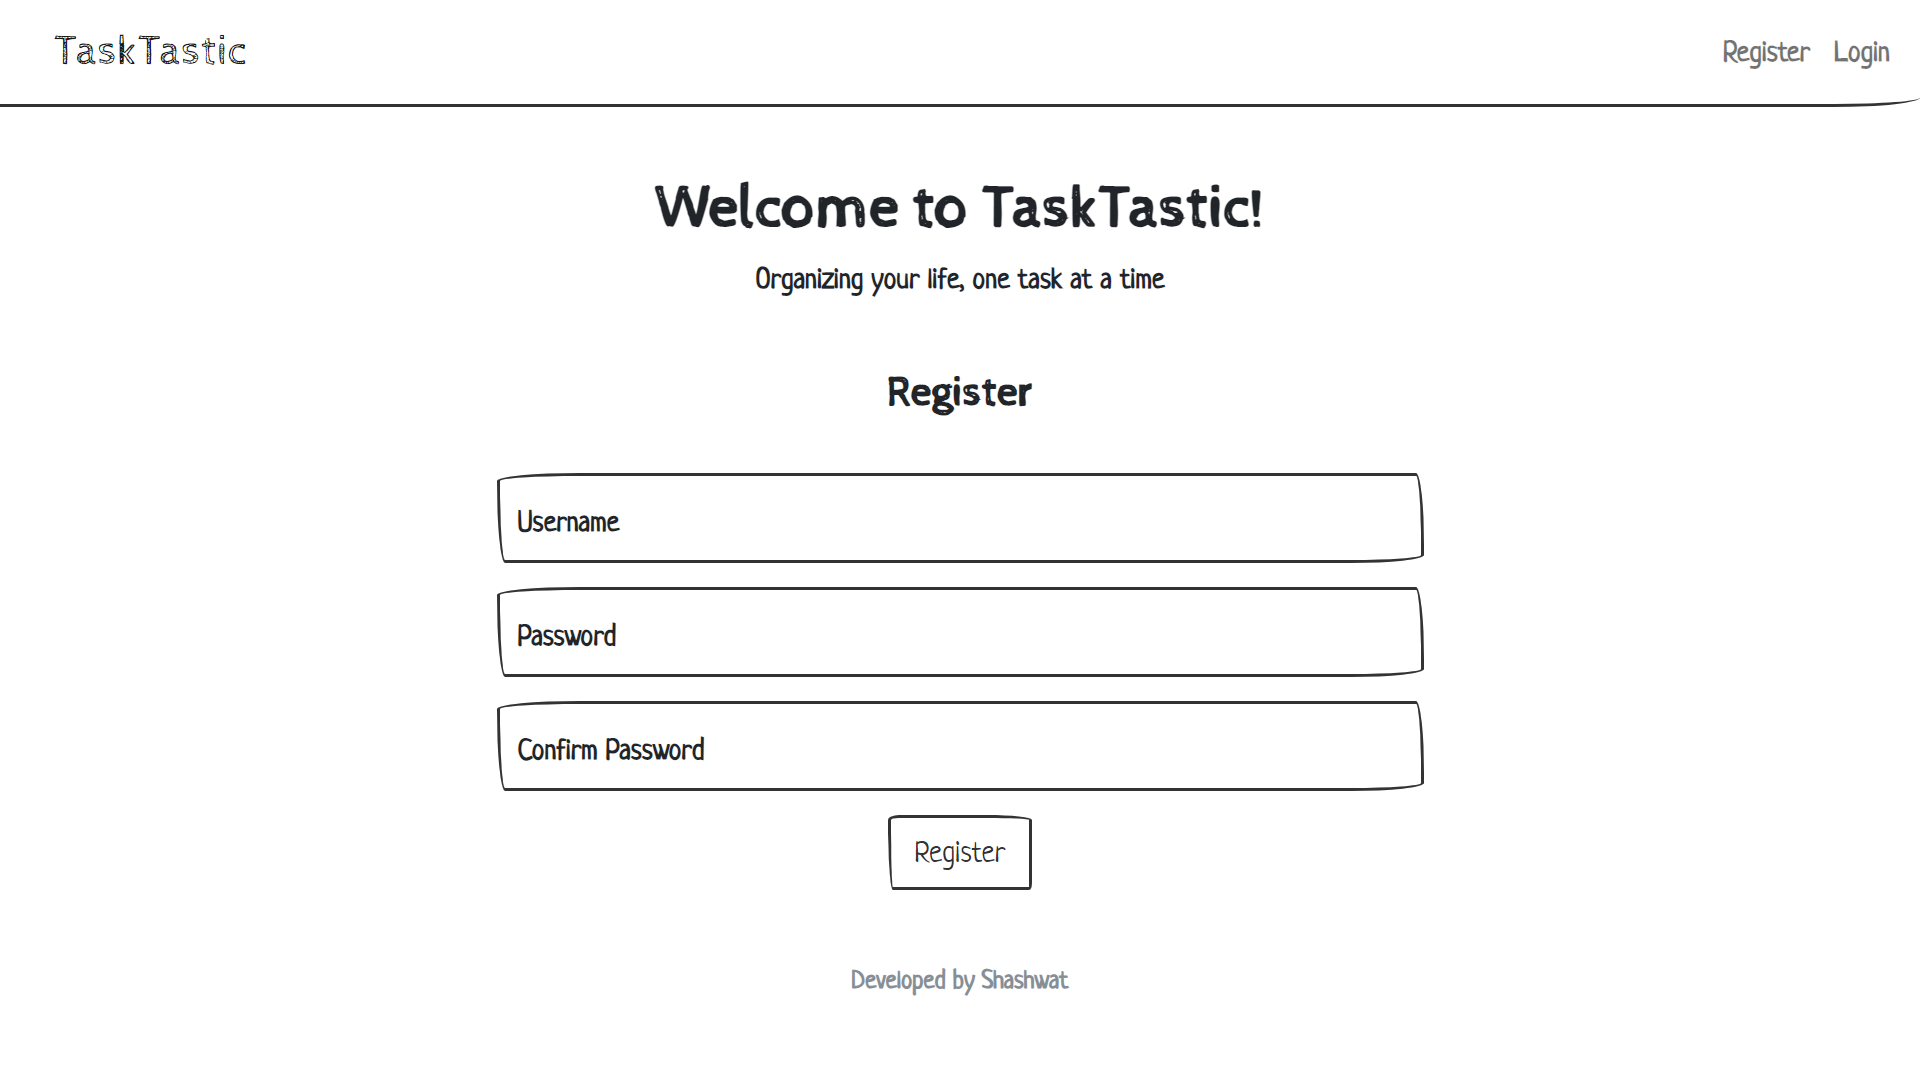 TaskTastic
Register Login
Welcome to TaskTastic!
Organizing your life, one task at a time
Register
Username
Password
Confirm Password
Register
Developed by Shashwat